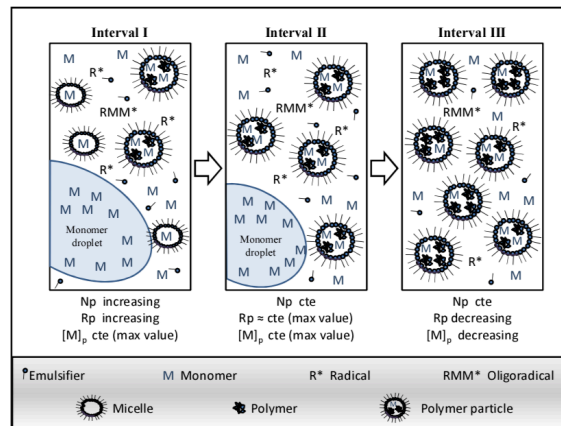 Interval I
M
M
R*
M
M
M
RMM*
R*
M
M
M
R*
M
M M M
M M M
M
M
Monomer
droplet
M
M
M
M M M
M
Np increasing
Rp increasing
[M]p cte (max value)
Interval II
M
M
R*
M
M
RMM*
R*
M
M
R*
M
M
M M M
M M
Monomer
droplet
M
M M
M
Np cte
Rp ≈ cte (max value)
[M]p cte (max value)
Interval III
M
M
M
RMM*
R*
M
M
M
M
M
R*
M
Np cte
Rp decreasing
[M]p decreasing
Emulsifier
M Monomer
R* Radical
RMM* Oligoradical
Micelle
Polymer
Polymer particle